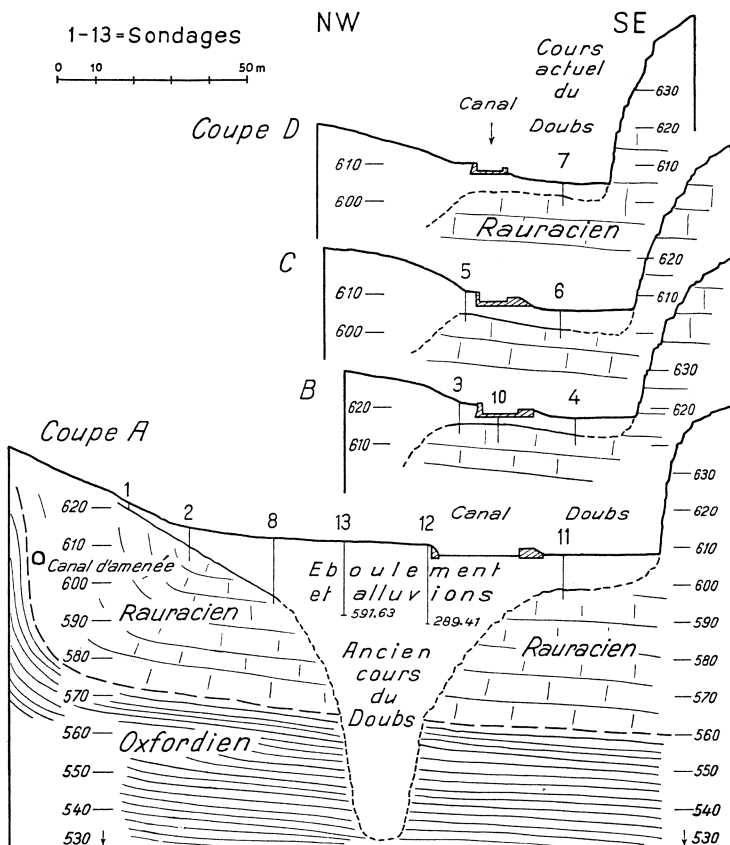 NW
SE
1-13=Sondages
0 10 50 m
Cours
actuel
du
Doubs
Canal
Coupe D
7
630
620
610
610
600
Rauracien
C
5
6
620
610
610
600
B
3
10
4
630
620
620
610
Coupe A
1
2
8
13
12
Canal
Doubs
11
630
620
610
600
590
580
570
560
550
540
530
620
610
600
590
580
570
560
550
540
530
Canal d'amenée
Eboulement
et alluvions
591.63
289.41
Rauracien
Rauracien
Ancien
cours
du
Doubs
Oxfordien